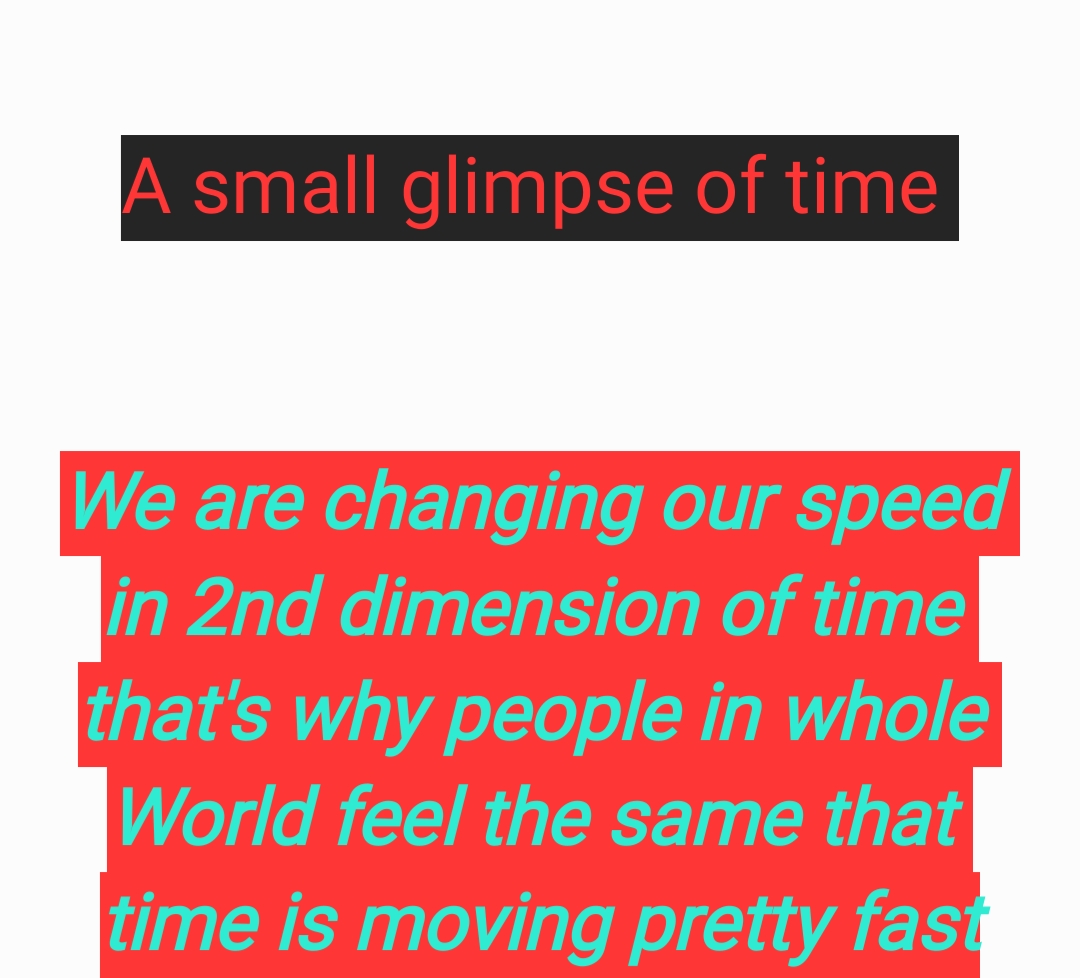 A small glimpse of time
We are changing our speed
in 2nd dimension of time
that's why people in whole
World feel the same that
time is moving pretty fast